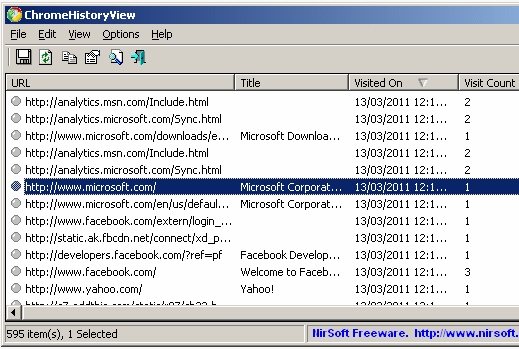 ChromeHistoryView
File Edit View Options Help
URL Title Visited On Visit Count
http://analytics.msn.com/Include.html 13/03/2011 12:1... 2
http://analytics.microsoft.com/Sync.html 13/03/2011 12:1... 2
http://www.microsoft.com/downloads/e... Microsoft Downloa... 13/03/2011 12:1... 1
http://analytics.msn.com/Include.html 13/03/2011 12:1... 2
http://analytics.microsoft.com/Sync.html 13/03/2011 12:1... 2
http://www.microsoft.com/ Microsoft Corporat... 13/03/2011 12:1... 1
http://www.microsoft.com/en/us/defaul... Microsoft Corporat... 13/03/2011 12:1... 1
http://www.facebook.com/extern/login_... 13/03/2011 12:1... 1
http://static.ak.fbcdn.net/connect/xd_p... 13/03/2011 12:1... 1
http://developers.facebook.com/?ref=pf Facebook Develop... 13/03/2011 12:1... 1
http://www.facebook.com/ Welcome to Faceb... 13/03/2011 12:1... 3
http://www.yahoo.com/ Yahoo! 13/03/2011 12:1... 1
13/03/2011 12:1... 1
595 item(s), 1 Selected NirSoft Freeware. http://www.nirsoft.